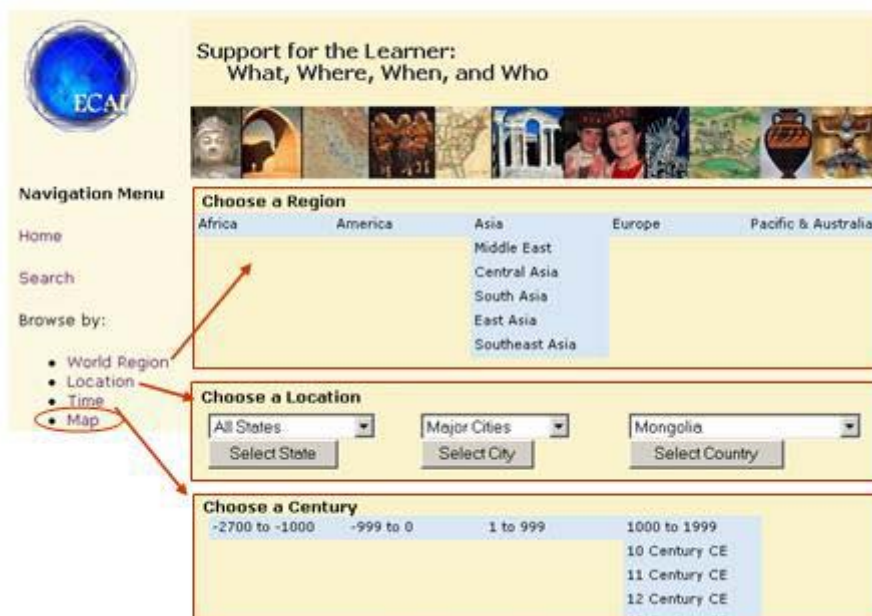 ECAI
Support for the Learner:
What, Where, When, and Who
Navigation Menu
Home
Search
Browse by:
World Region
Location
Time
Map
Choose a Region
Africa America Asia Europe Pacific & Australia
Middle East
Central Asia
South Asia
East Asia
Southeast Asia
Choose a Location
All States Major Cities Mongolia
Select State Select City Select Country
Choose a Century
-2700 to -1000 -999 to 0 1 to 999 1000 to 1999
10 Century CE
11 Century CE
12 Century CE